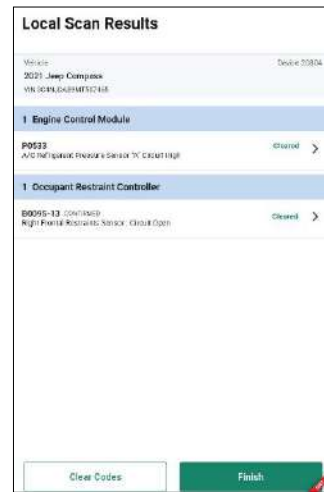 Local Scan Results
Vehicle
Device 20804
2021 Jeep Compass
1 Engine Control Module
P0533
Cleared
A/C Refrigerant Pressure Sensor "A" Circuit High
1 Occupant Restraint Controller
B0095-13 CONFIRMED
Cleared
Right Frontal Restraints Sensor: Circuit Open
Clear Codes
Finish